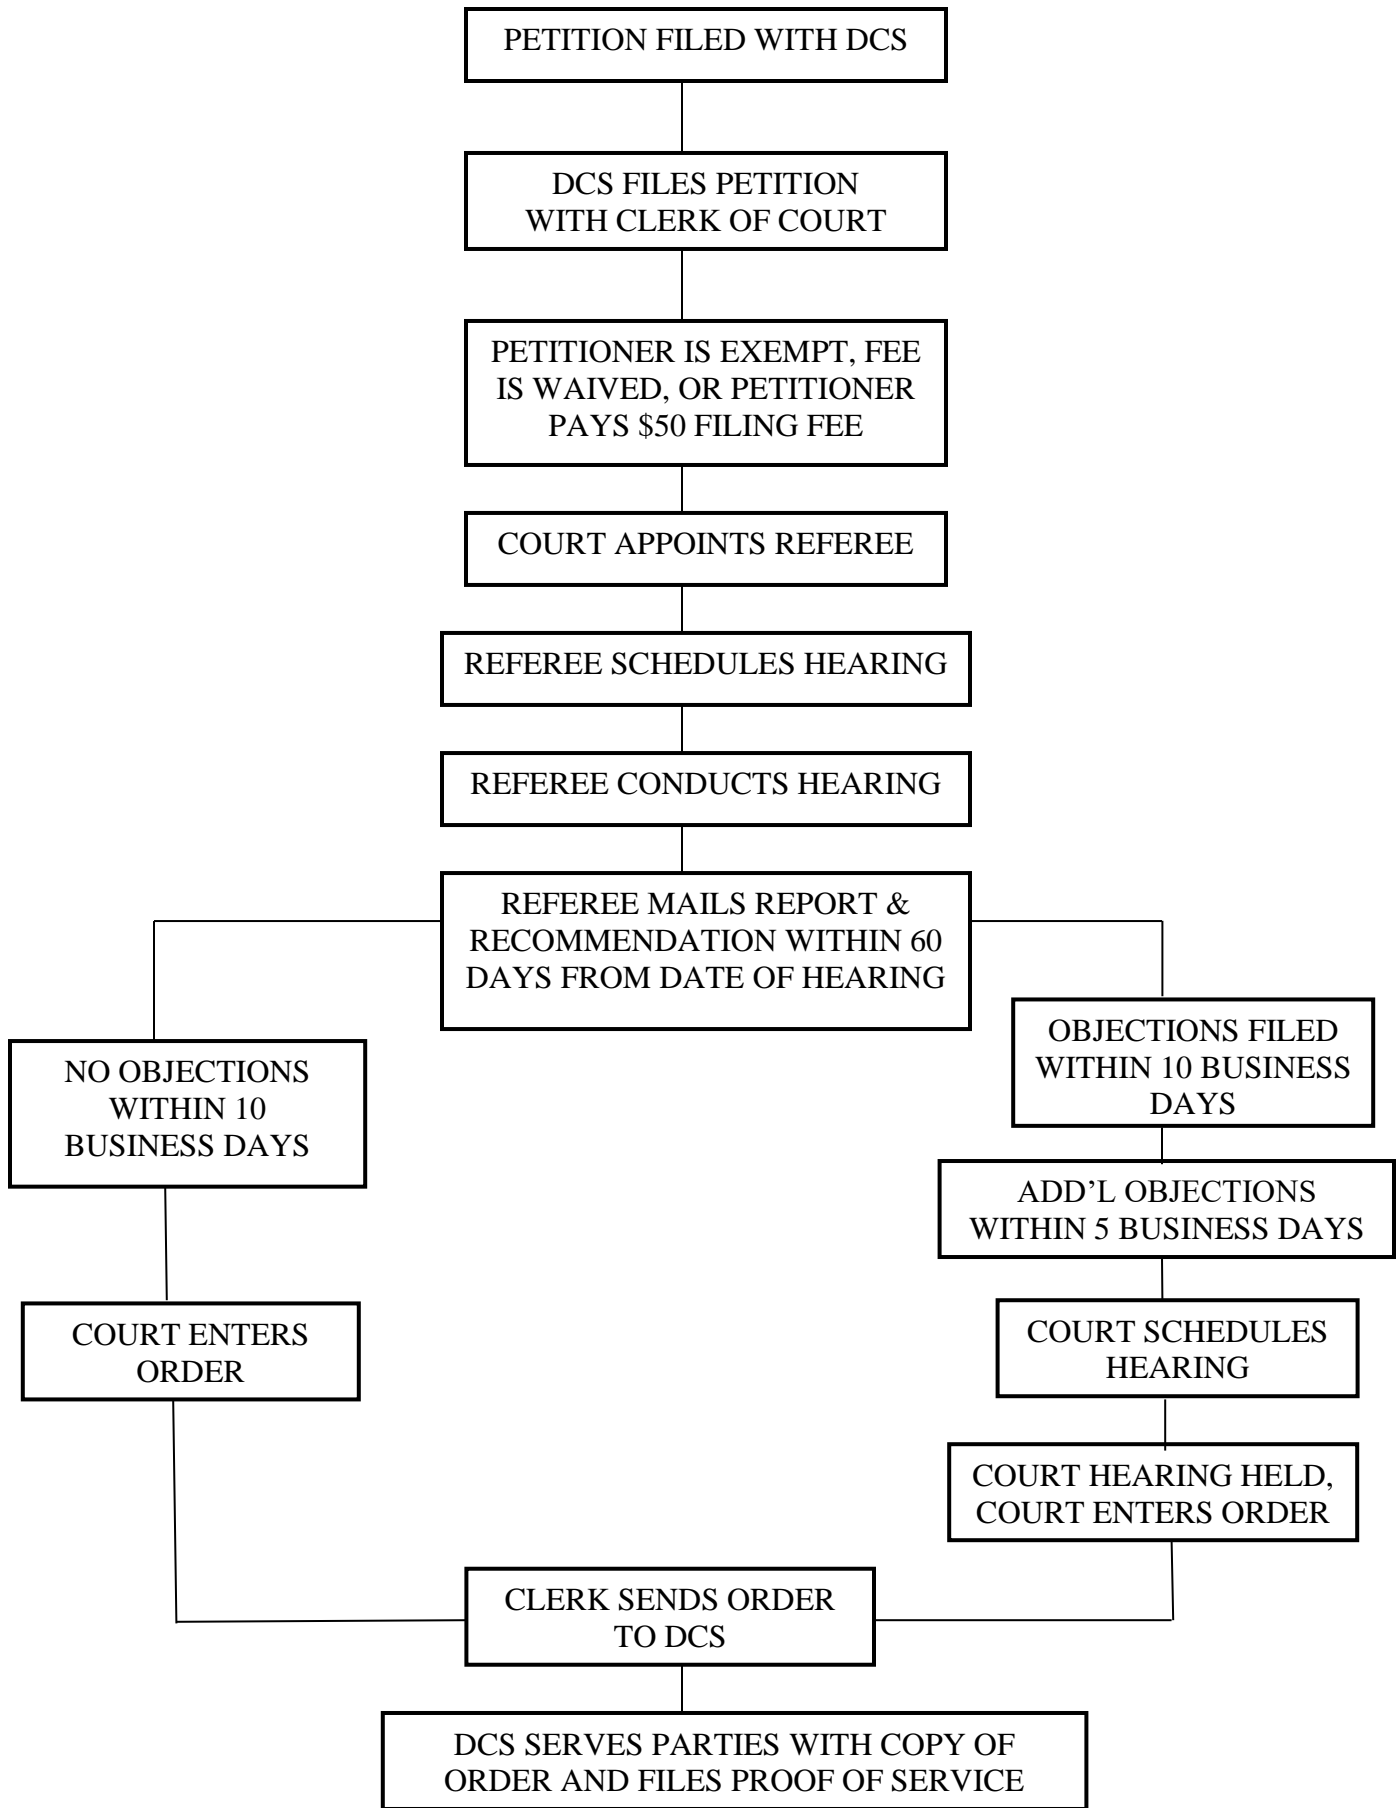 PETITION FILED WITH DCS
DCS FILES PETITION
WITH CLERK OF COURT
PETITIONER IS EXEMPT, FEE
IS WAIVED, OR PETITIONER
PAYS $50 FILING FEE
COURT APPOINTS REFEREE
REFEREE SCHEDULES HEARING
REFEREE CONDUCTS HEARING
REFEREE MAILS REPORT &
RECOMMENDATION WITHIN 60
DAYS FROM DATE OF HEARING
NO OBJECTIONS
WITHIN 10
BUSINESS DAYS
COURT ENTERS
ORDER
OBJECTIONS FILED
WITHIN 10 BUSINESS
DAYS
ADD’L OBJECTIONS
WITHIN 5 BUSINESS DAYS
COURT SCHEDULES
HEARING
COURT HEARING HELD,
COURT ENTERS ORDER
CLERK SENDS ORDER
TO DCS
DCS SERVES PARTIES WITH COPY OF
ORDER AND FILES PROOF OF SERVICE